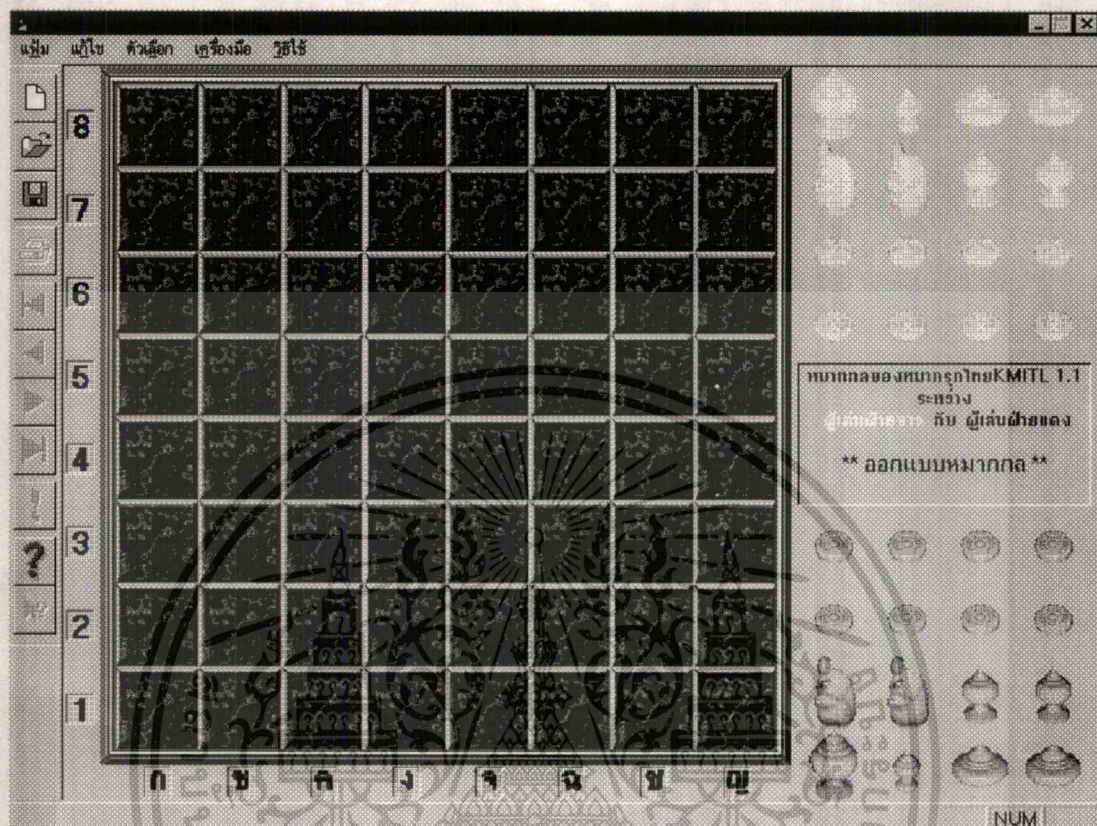 แฟ้ม แก้ไข ตัวเลือก เครื่องมือ วิธีใช้
8
7
6
5
4
3
2
1
ก ข ค ง จ ฉ ช ญ
หมากกลของหมากรุกไทยKMITL 1.1
ระหว่าง
ผู้เล่นฝ่ายขาว กับ ผู้เล่นฝ่ายแดง
** ออกแบบหมากกล **
NUM